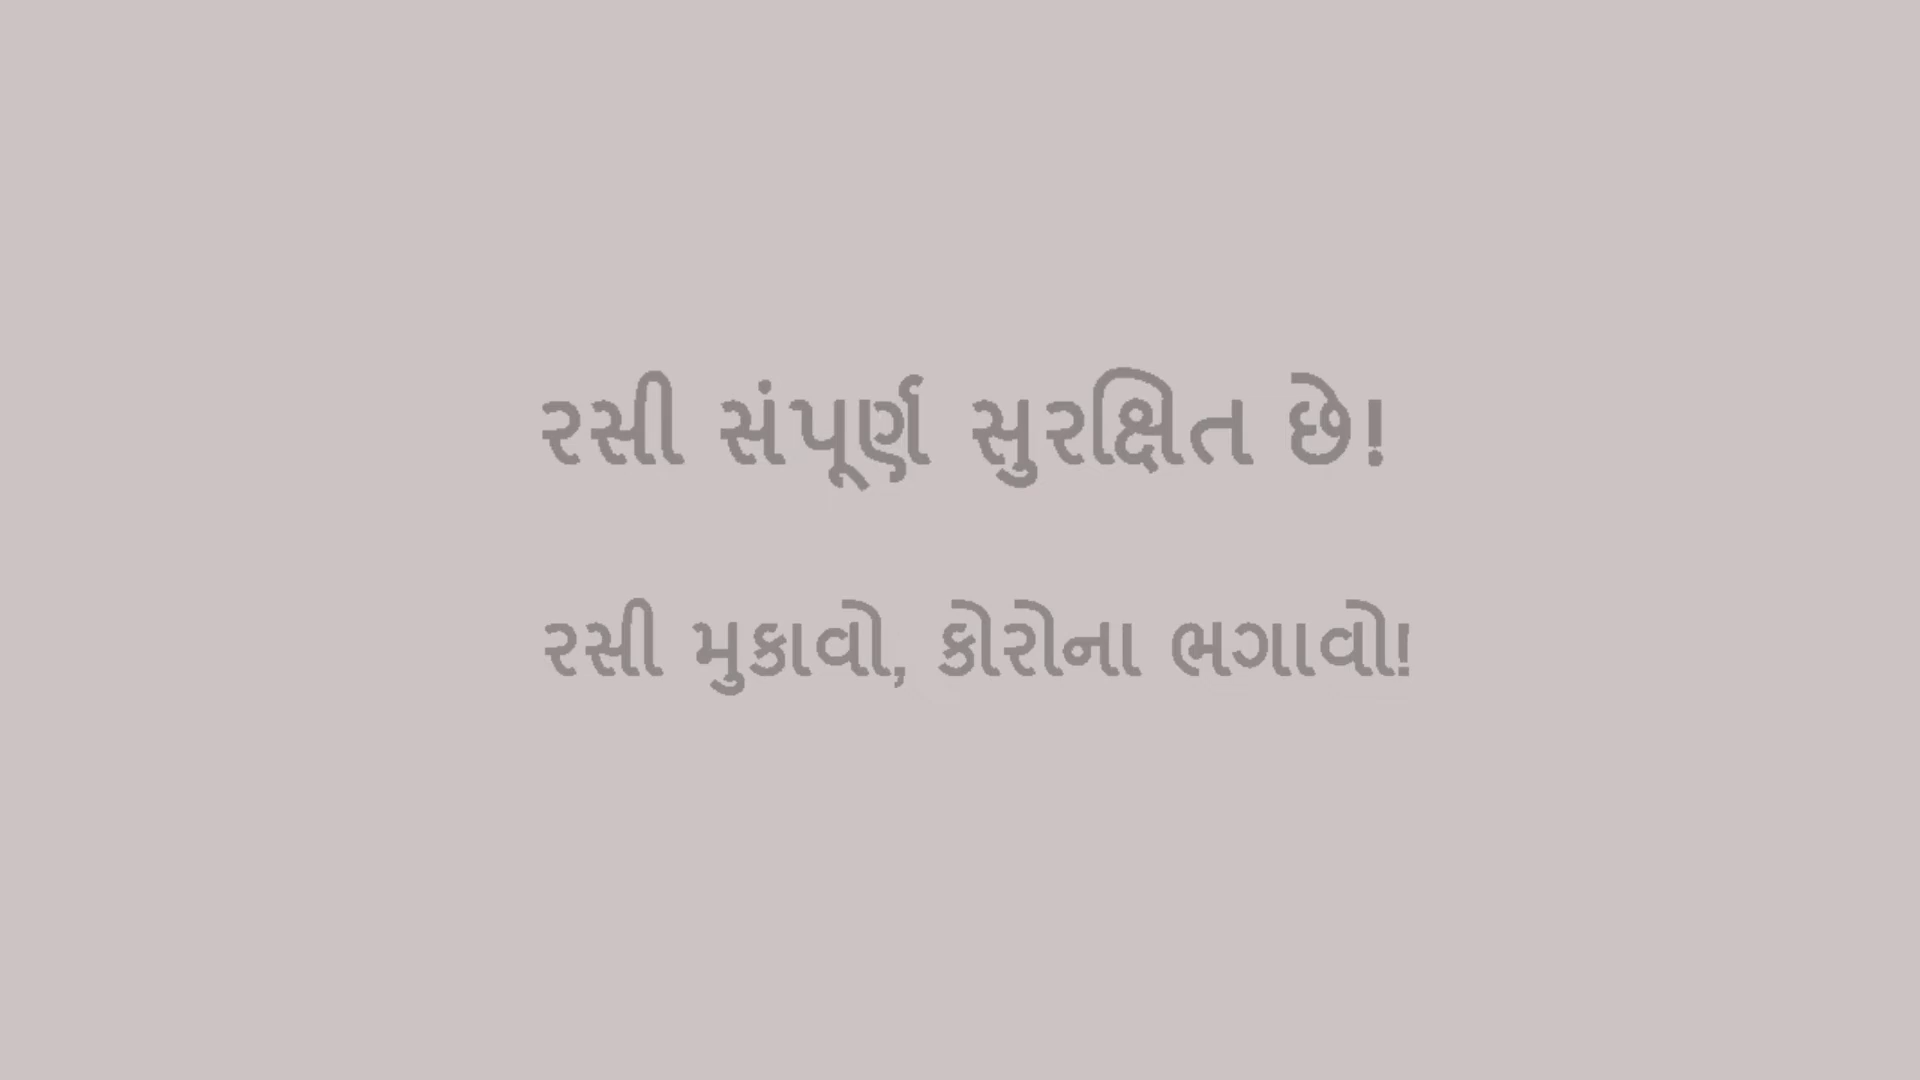 રસી સંપૂર્ણ સુરક્ષિત છે!
રસી મુકાવો, કોરોના ભગાવો!